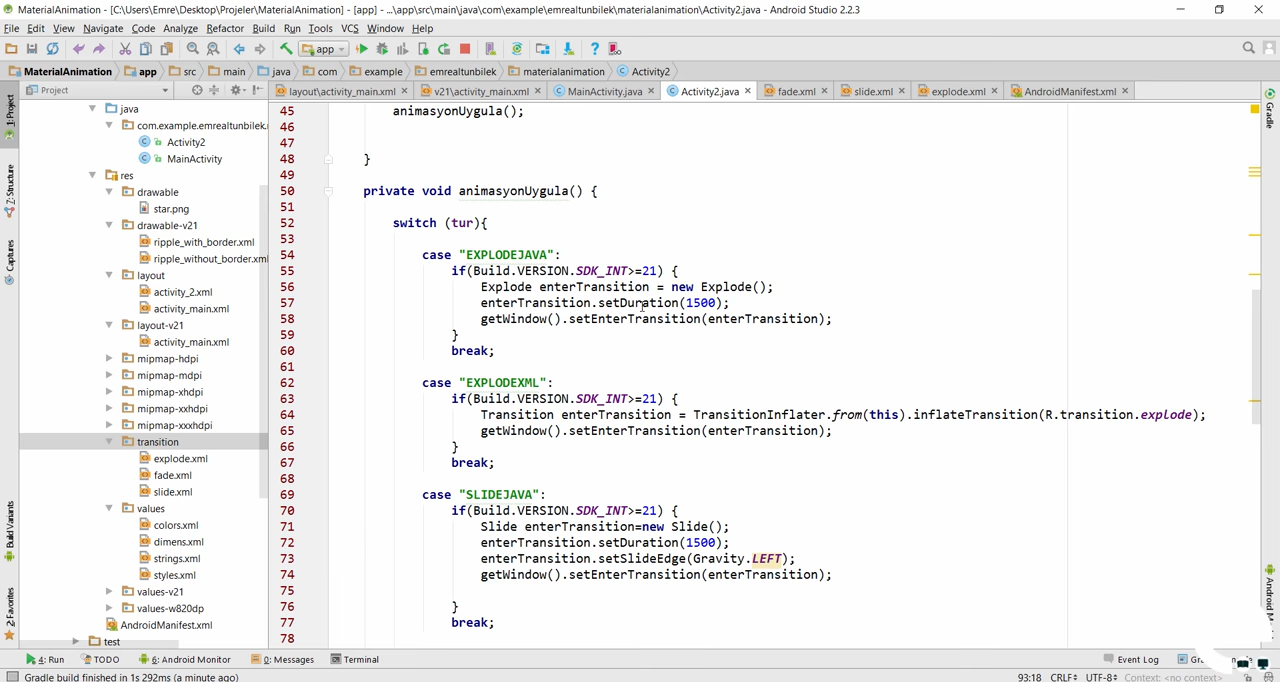 MaterialAnimation - [C:\Users\Emre\Desktop\Projeler\MaterialAnimation] - [app] - ...\app\src\main\java\com\example\emrealtunbilek\materialanimation\Activity2.java - Android Studio 2.2.3
File Edit View Navigate Code Analyze Refactor Build Run Tools VCS Window Help
app
MaterialAnimation app src main java com example emrealtunbilek materialanimation Activity2
Project
layout\activity_main.xml v21\activity_main.xml MainActivity.java Activity2.java fade.xml slide.xml explode.xml AndroidManifest.xml
1: Project
7: Structure
Captures
Build Variants
2: Favorites
java
com.example.emrealtunbilek.
Activity2
MainActivity
res
drawable
star.png
drawable-v21
ripple_with_border.xml
ripple_without_border.xml
layout
activity_2.xml
activity_main.xml
layout-v21
activity_main.xml
mipmap-hdpi
mipmap-mdpi
mipmap-xhdpi
mipmap-xxhdpi
mipmap-xxxhdpi
transition
explode.xml
fade.xml
slide.xml
values
colors.xml
dimens.xml
strings.xml
styles.xml
values-v21
values-w820dp
AndroidManifest.xml
test
45 animasyonUygula();
46
47
48 }
49
50 private void animasyonUygula() {
51
52 switch (tur){
53
54 case "EXPLODEJAVA":
55 if(Build.VERSION.SDK_INT>=21) {
56 Explode enterTransition = new Explode();
57 enterTransition.setDuration(1500);
58 getWindow().setEnterTransition(enterTransition);
59 }
60 break;
61
62 case "EXPLODEXML":
63 if(Build.VERSION.SDK_INT>=21) {
64 Transition enterTransition = TransitionInflater.from(this).inflateTransition(R.transition.explode);
65 getWindow().setEnterTransition(enterTransition);
66 }
67 break;
68
69 case "SLIDEJAVA":
70 if(Build.VERSION.SDK_INT>=21) {
71 Slide enterTransition=new Slide();
72 enterTransition.setDuration(1500);
73 enterTransition.setSlideEdge(Gravity.LEFT);
74 getWindow().setEnterTransition(enterTransition);
75
76 }
77 break;
78
Gradle
4: Run TODO 6: Android Monitor 0: Messages Terminal Event Log
Gradle build finished in 1s 292ms (a minute ago) 93:18 CRLF UTF-8 Context: <no context>